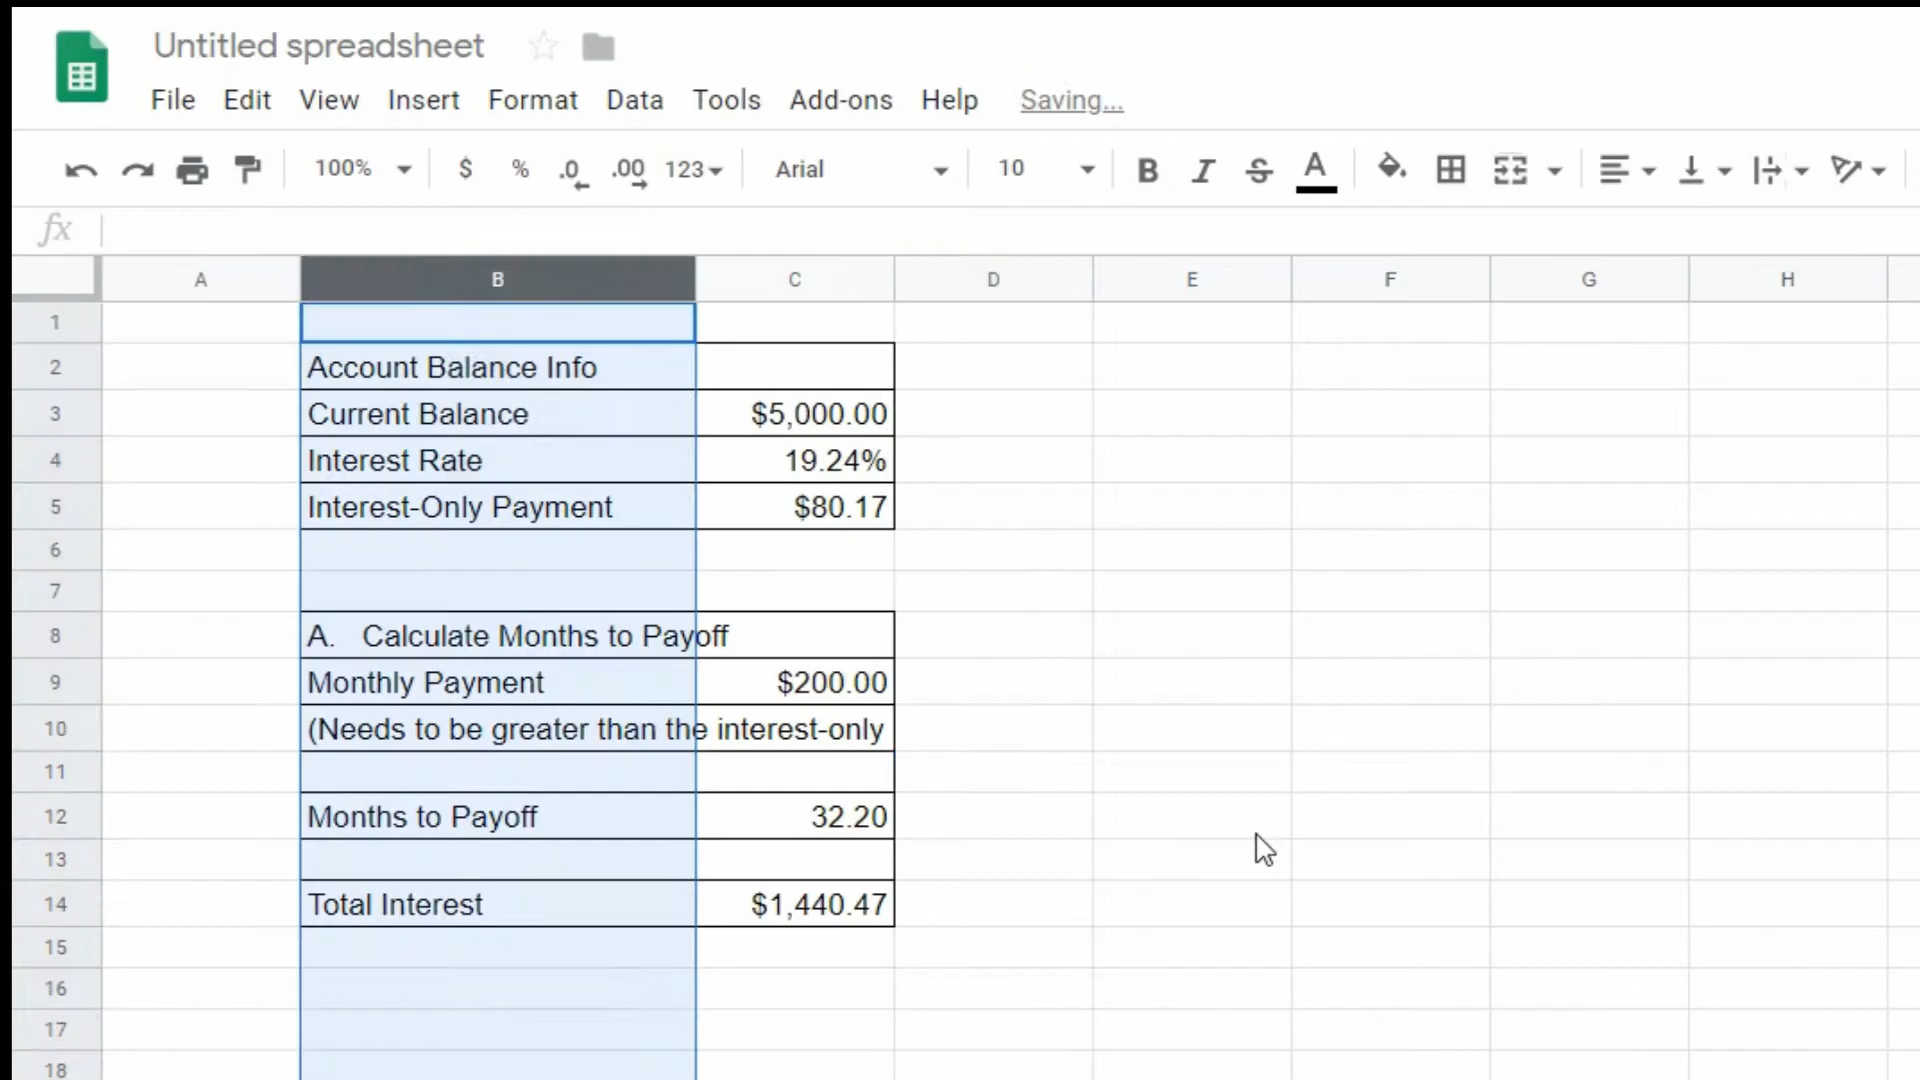 Untitled spreadsheet
File Edit View Insert Format Data Tools Add-ons Help Saving...
100% $ % .0 .00 123 Arial 10 B I S A
fx
A B C D E F G H
1
2 Account Balance Info
3 Current Balance $5,000.00
4 Interest Rate 19.24%
5 Interest-Only Payment $80.17
6
7
8 A. Calculate Months to Payoff
9 Monthly Payment $200.00
10 (Needs to be greater than the interest-only
11
12 Months to Payoff 32.20
13
14 Total Interest $1,440.47
15
16
17
18